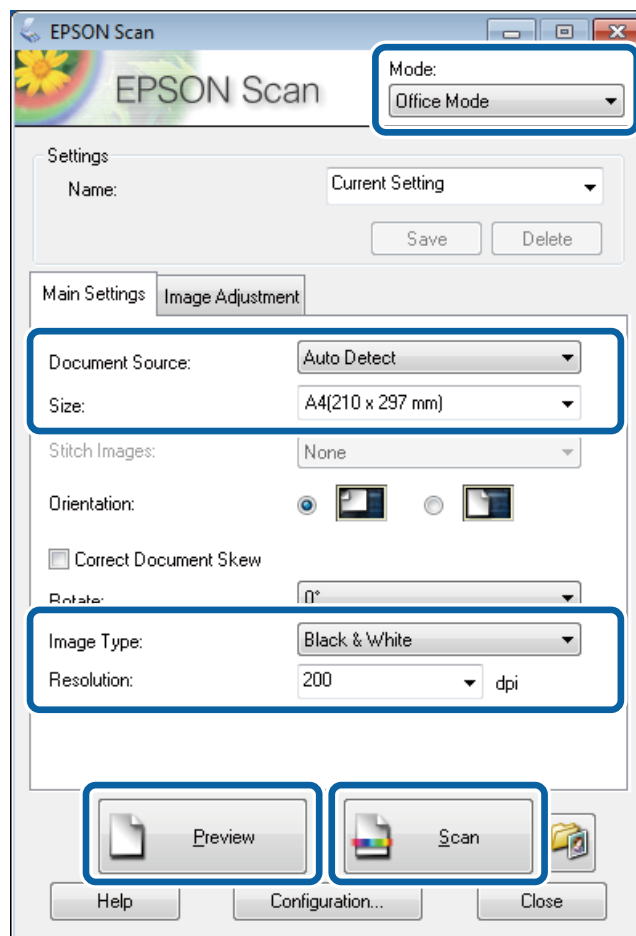 EPSON Scan
EPSON Scan
Mode:
Office Mode
Settings
Name: Current Setting
Save Delete
Main Settings Image Adjustment
Document Source: Auto Detect
Size: A4(210 x 297 mm)
Stitch Images: None
Orientation:
Correct Document Skew
Rotate: 0°
Image Type: Black & White
Resolution: 200 dpi
Preview Scan
Help Configuration... Close